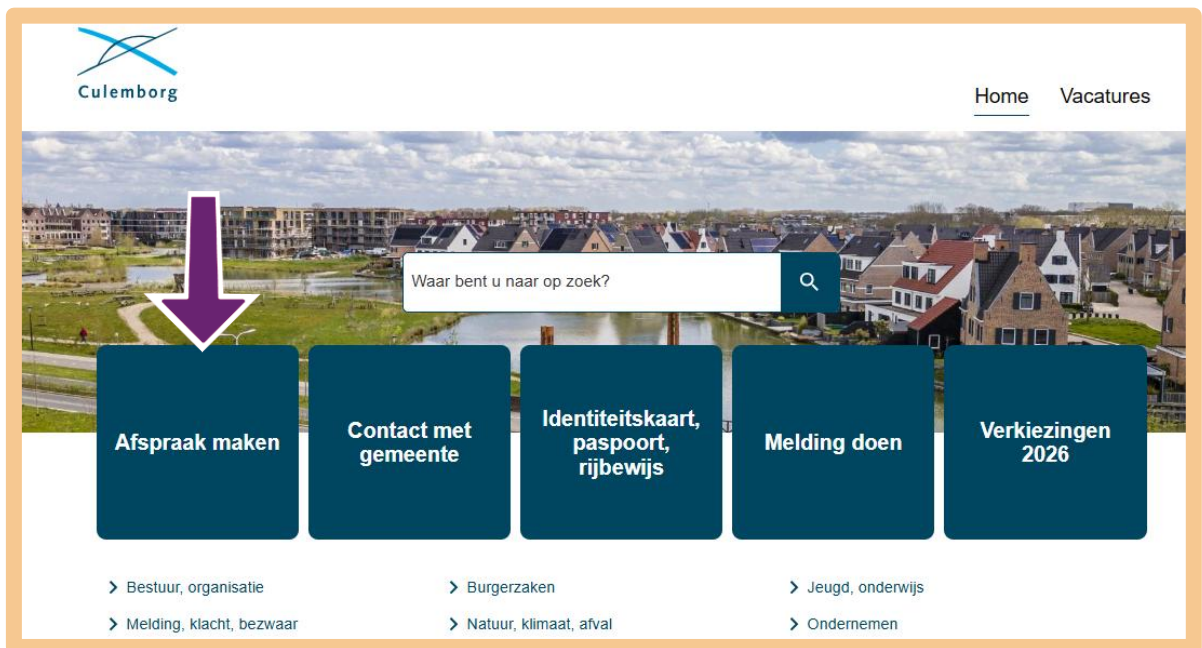 Culemborg
Home Vacatures
Waar bent u naar op zoek?
Afspraak maken
Contact met
gemeente
Identiteitskaart,
paspoort,
rijbewijs
Melding doen
Verkiezingen
2026
Bestuur, organisatie
Burgerzaken
Jeugd, onderwijs
Melding, klacht, bezwaar
Natuur, klimaat, afval
Ondernemen